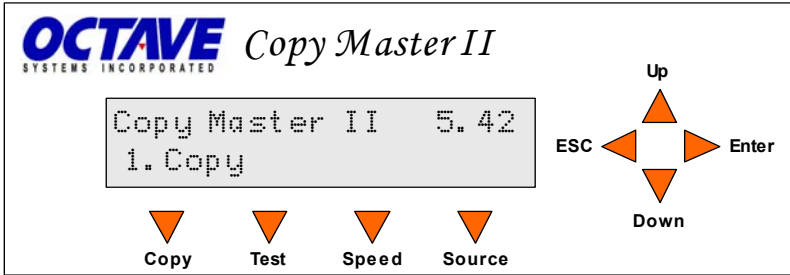 OCTAVE
SYSTEMS INCORPORATED
Copy Master II
Copy Master II 5.42
1.Copy
Up
ESC
Enter
Down
Copy Test Speed Source